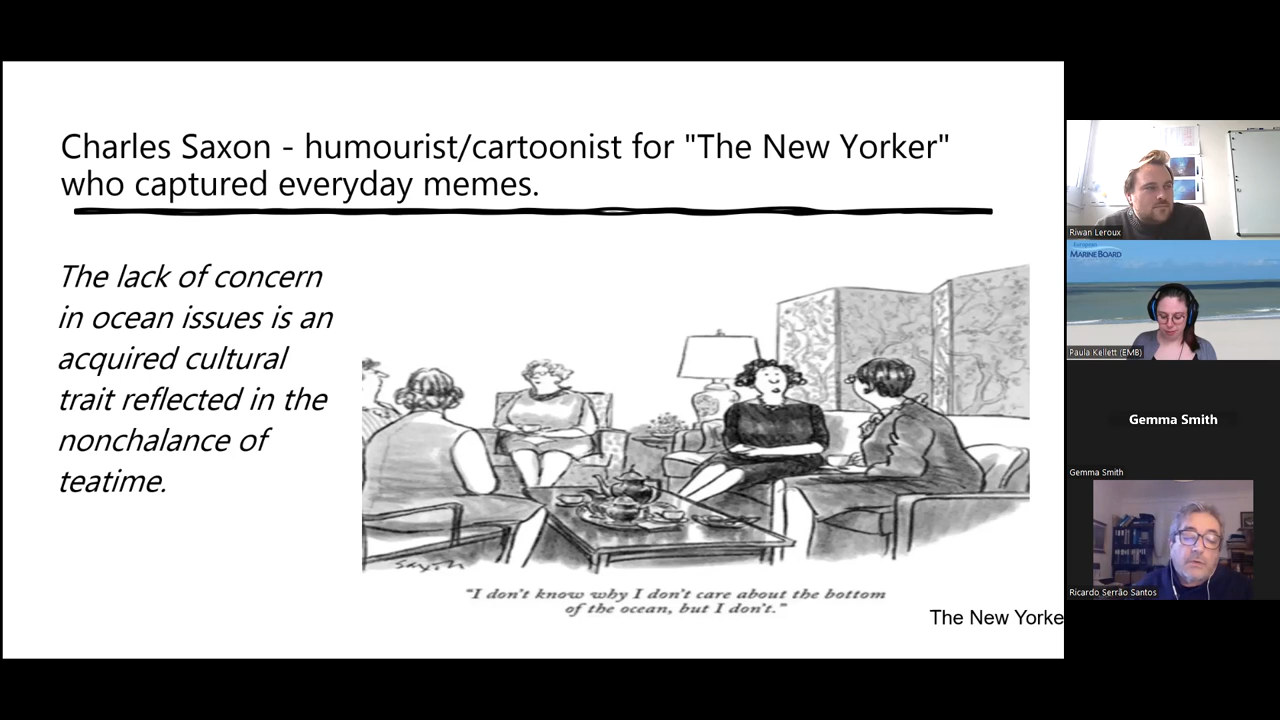 Charles Saxon - humourist/cartoonist for "The New Yorker"
who captured everyday memes.
The lack of concern
in ocean issues is an
acquired cultural
trait reflected in the
nonchalance of
teatime.
saxon
"I don't know why I don't care about the bottom
of the ocean, but I don't."
The New Yorke
Riwan Leroux
European
MARINE BOARD
Paula Kellett (EMB)
Gemma Smith
Gemma Smith
Ricardo Serrão Santos